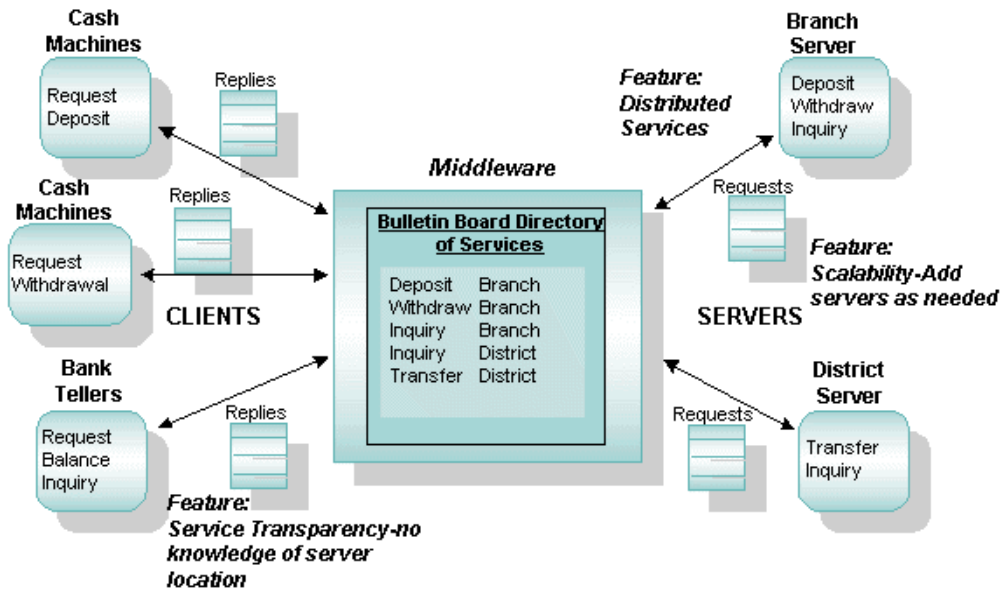 Cash
Machines
Request
Deposit
Replies
Cash
Machines
Request
Withdrawal
Replies
CLIENTS
Bank
Tellers
Request
Balance
Inquiry
Replies
Feature:
Service Transparency-no
knowledge of server
location
Middleware
Bulletin Board Directory
of Services
Deposit Branch
Withdraw Branch
Inquiry Branch
Inquiry District
Transfer District
Feature:
Distributed
Services
Branch
Server
Deposit
Withdraw
Inquiry
Requests
Feature:
Scalability-Add
servers as needed
SERVERS
District
Server
Transfer
Inquiry
Requests